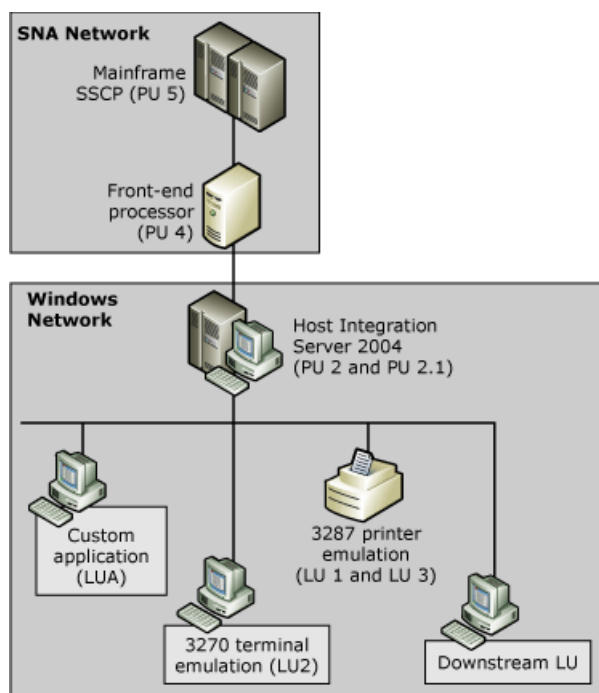 SNA Network
Mainframe
SSCP (PU 5)
Front-end
processor
(PU 4)
Windows
Network
Host Integration
Server 2004
(PU 2 and PU 2.1)
Custom
application
(LUA)
3287 printer
emulation
(LU 1 and LU 3)
3270 terminal
emulation (LU2)
Downstream LU